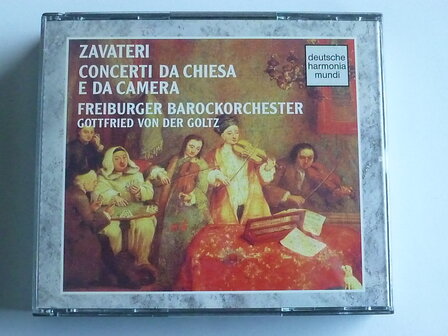 ZAVATERI
CONCERTI DA CHIESA
E DA CAMERA
FREIBURGER BAROCKORCHESTER
GOTTFRIED VON DER GOLTZ
deutsche
harmonia
mundi